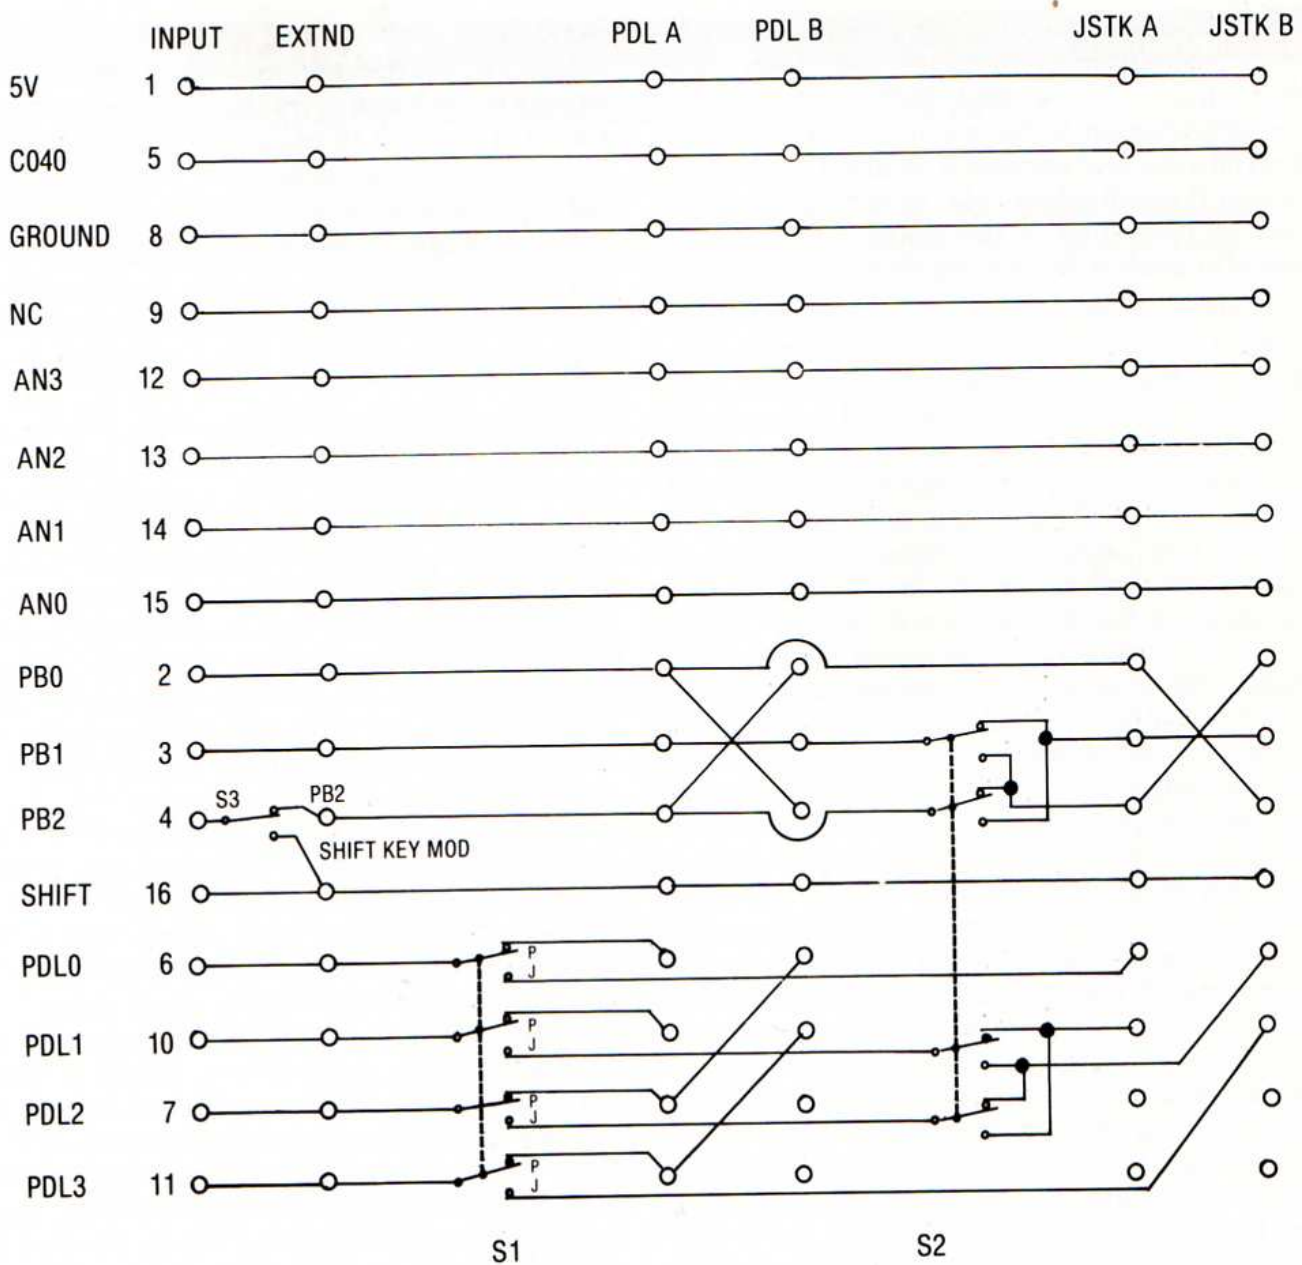 INPUT EXTND PDL A PDL B JSTK A JSTK B
5V 1
C040 5
GROUND 8
NC 9
AN3 12
AN2 13
AN1 14
AN0 15
PB0 2
PB1 3
S3 PB2
PB2 4
SHIFT KEY MOD
SHIFT 16
P
PDL0 6 J
P
PDL1 10 J
P
PDL2 7 J
P
PDL3 11 J
S1 S2